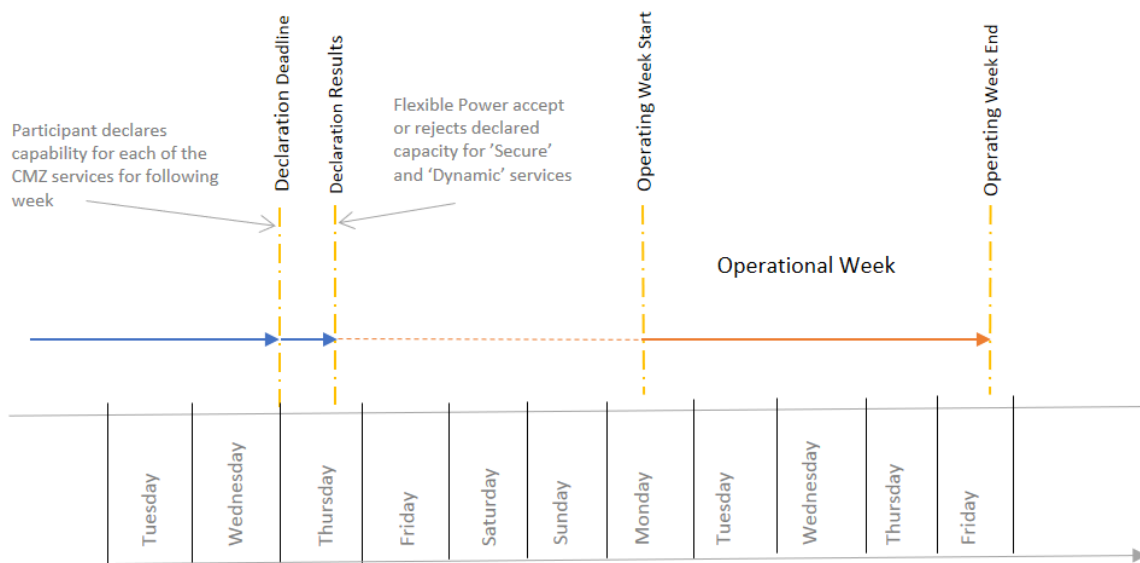 Participant declares
capability for each of the
CMZ services for following
week
Declaration Deadline
Declaration Results
Flexible Power accept
or rejects declared
capacity for ’Secure’
and ‘Dynamic’ services
Operating Week Start
Operating Week End
Operational Week
Tuesday
Wednesday
Thursday
Friday
Saturday
Sunday
Monday
Tuesday
Wednesday
Thursday
Friday